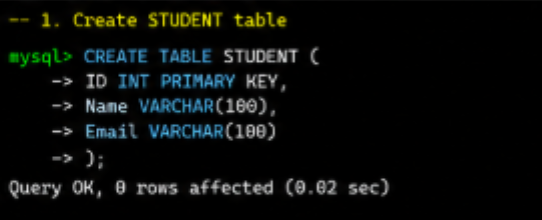 -- 1. Create STUDENT table
mysql> CREATE TABLE STUDENT (
-> ID INT PRIMARY KEY,
-> Name VARCHAR(100),
-> Email VARCHAR(100)
-> );
Query OK, 0 rows affected (0.02 sec)